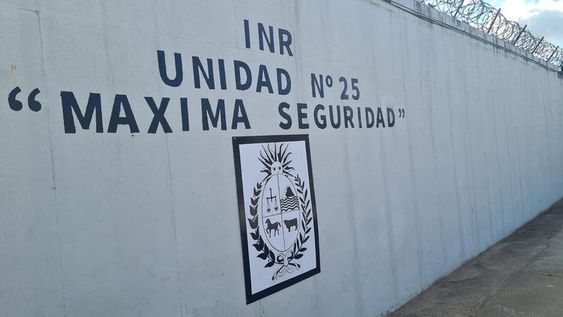 INR
UNIDAD Nº 25
“MAXIMA SEGURIDAD”